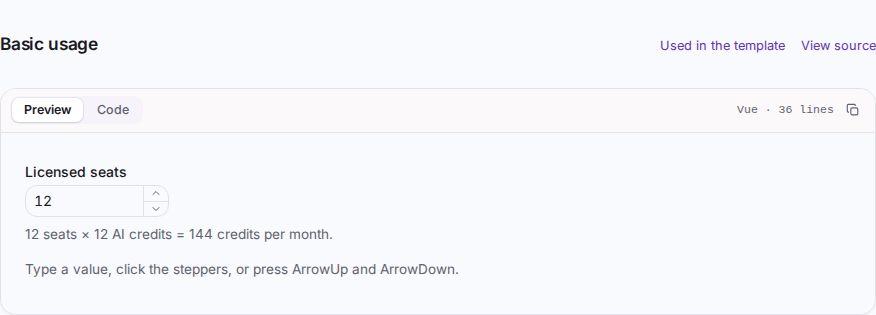 Basic usage
Used in the template View source
Preview Code
Vue · 36 lines
Licensed seats
12
12 seats × 12 AI credits = 144 credits per month.
Type a value, click the steppers, or press ArrowUp and ArrowDown.